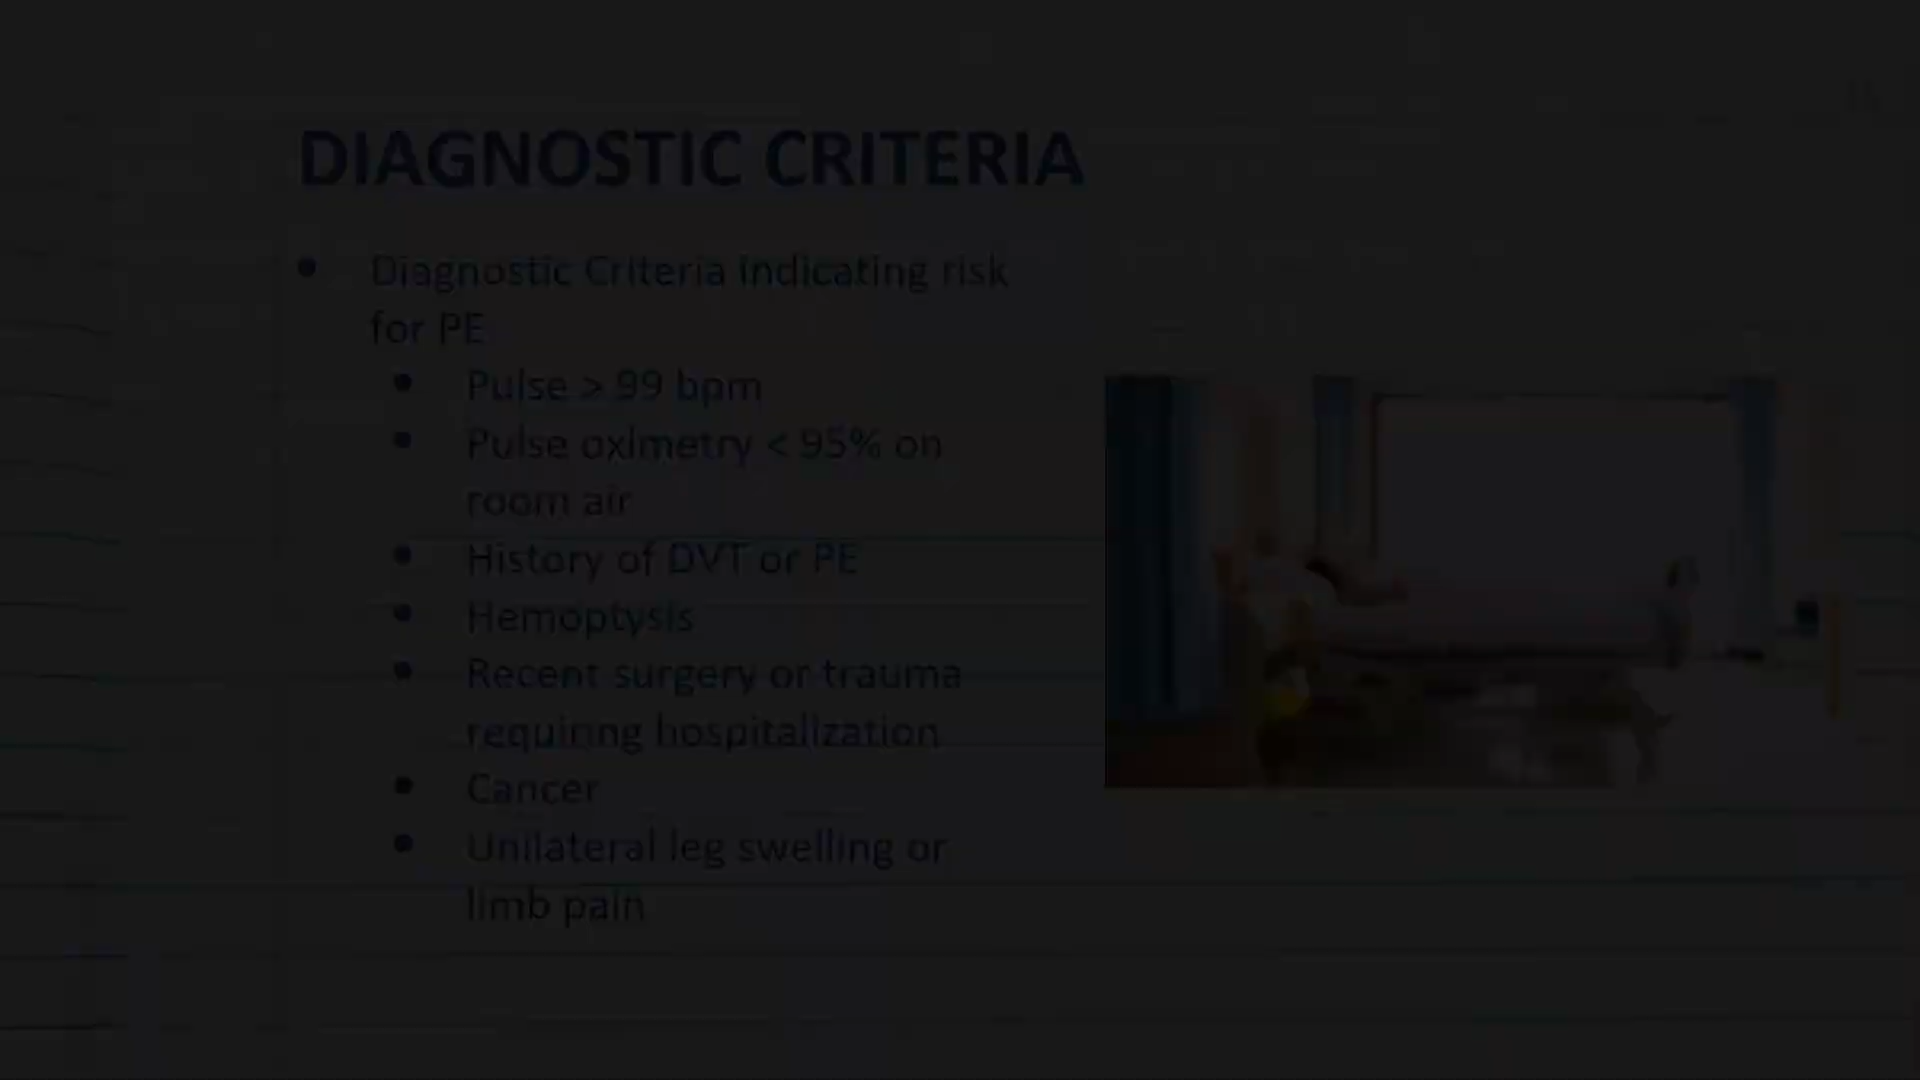 DIAGNOSTIC CRITERIA
• Diagnostic Criteria indicating risk
for PE
• Pulse > 99 bpm
• Pulse oximetry < 95% on
room air
• History of DVT or PE
• Hemoptysis
• Recent surgery or trauma
requiring hospitalization
• Cancer
• Unilateral leg swelling or
limb pain